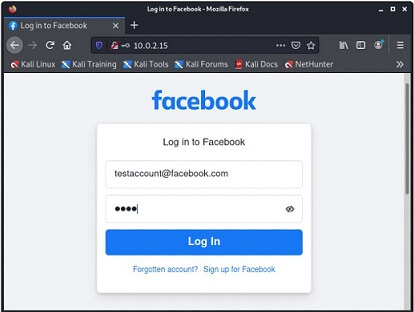 Log in to Facebook - Mozilla Firefox
Log in to Facebook
10.0.2.15
Kali Linux Kali Training Kali Tools Kali Forums Kali Docs NetHunter
facebook
Log in to Facebook
testaccount@facebook.com
Log In
Forgotten account? · Sign up for Facebook